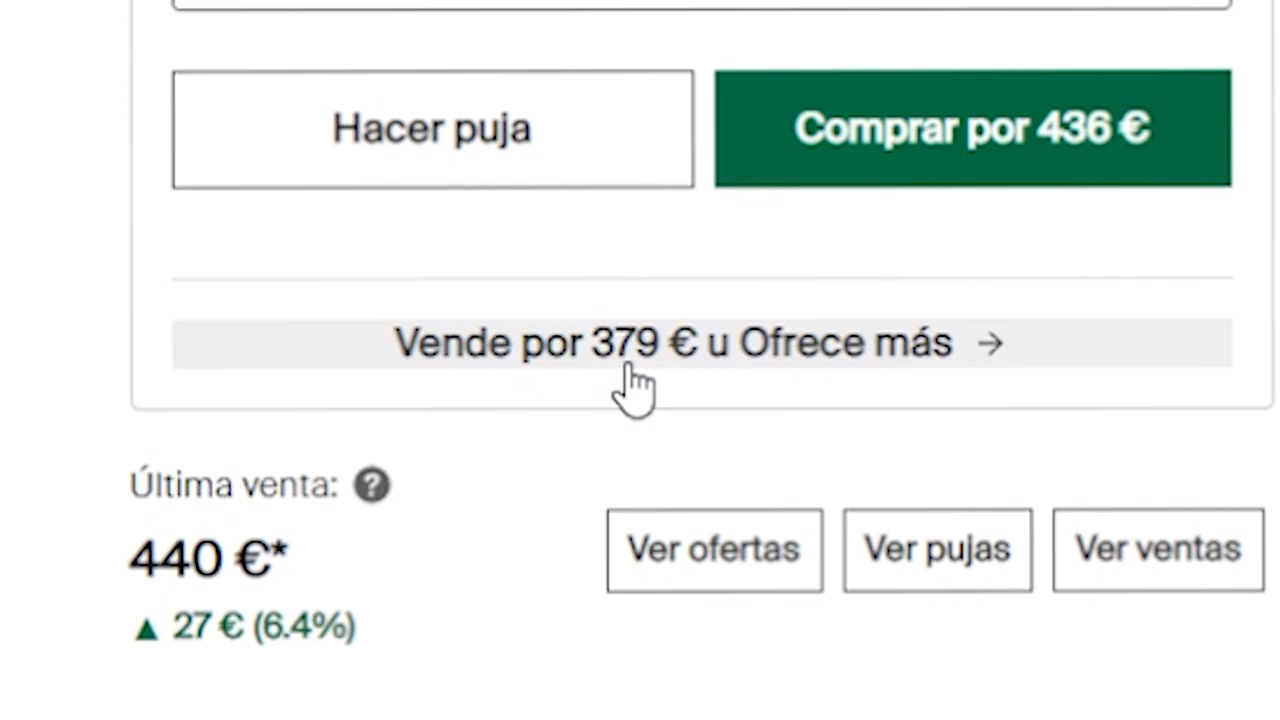 Hacer puja
Comprar por 436 €
Vende por 379 € u Ofrece más →
Última venta: ?
440 €*
▲ 27 € (6.4%)
Ver ofertas
Ver pujas
Ver ventas